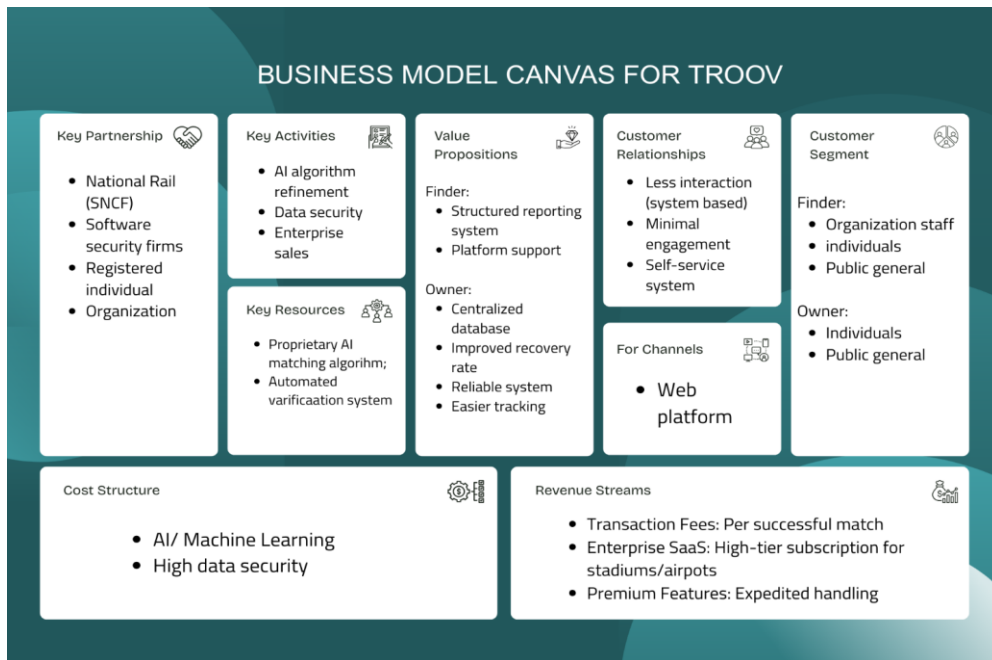 BUSINESS MODEL CANVAS FOR TROOV
Key Partnership
• National Rail
(SNCF)
• Software
security firms
• Registered
individual
• Organization
Key Activities
• AI algorithm
refinement
• Data security
• Enterprise
sales
Key Resources
• Proprietary AI
matching algorihm;
• Automated
varificaation system
Value
Propositions
Finder:
• Structured reporting
system
• Platform support
Owner:
• Centralized
database
• Improved recovery
rate
• Reliable system
• Easier tracking
Customer
Relationships
• Less interaction
(system based)
• Minimal
engagement
• Self-service
system
For Channels
• Web
platform
Customer
Segment
Finder:
• Organization staff
• individuals
• Public general
Owner:
• Individuals
• Public general
Cost Structure
• AI/ Machine Learning
• High data security
Revenue Streams
• Transaction Fees: Per successful match
• Enterprise SaaS: High-tier subscription for
stadiums/airpots
• Premium Features: Expedited handling